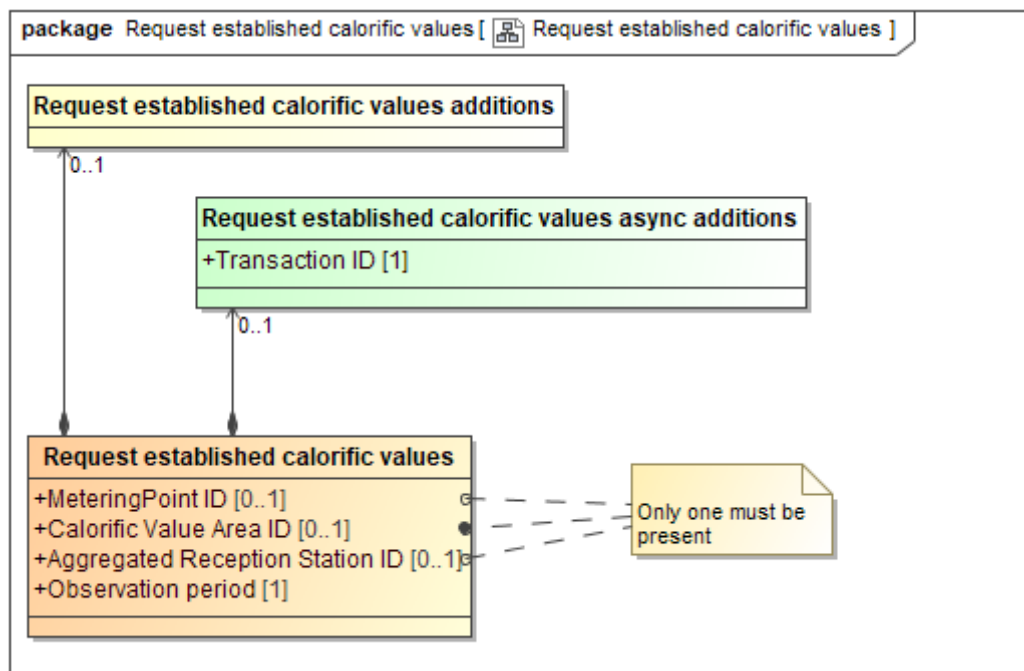 package Request established calorific values [ Request established calorific values ]
Request established calorific values additions
0..1
Request established calorific values async additions
+Transaction ID [1]
0..1
Request established calorific values
+MeteringPoint ID [0..1]
+Calorific Value Area ID [0..1]
+Aggregated Reception Station ID [0..1]
+Observation period [1]
Only one must be
present